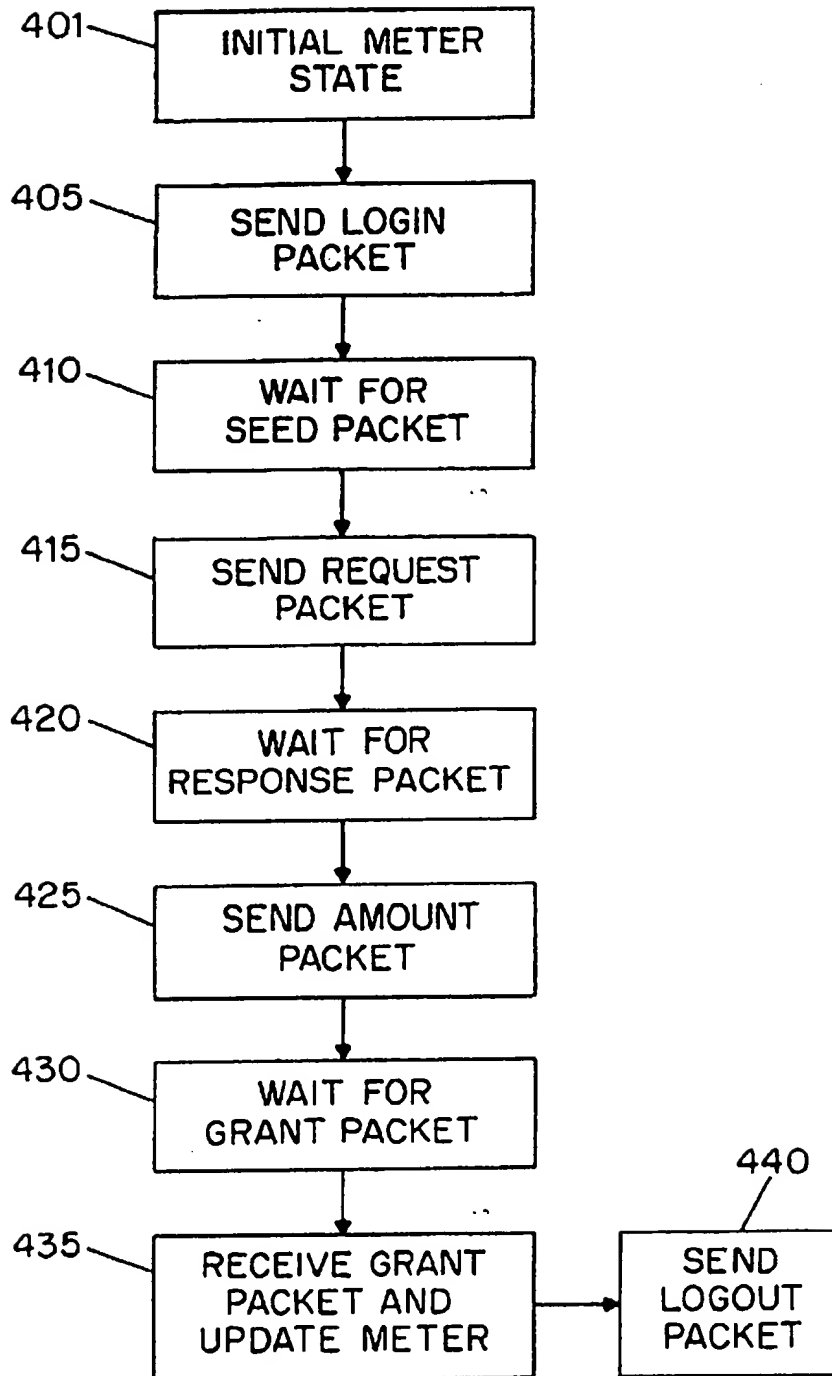 401
INITIAL METER
STATE
405
SEND LOGIN
PACKET
410
WAIT FOR
SEED PACKET
415
SEND REQUEST
PACKET
420
WAIT FOR
RESPONSE PACKET
425
SEND AMOUNT
PACKET
430
WAIT FOR
GRANT PACKET
435
RECEIVE GRANT
PACKET AND
UPDATE METER
440
SEND
LOGOUT
PACKET